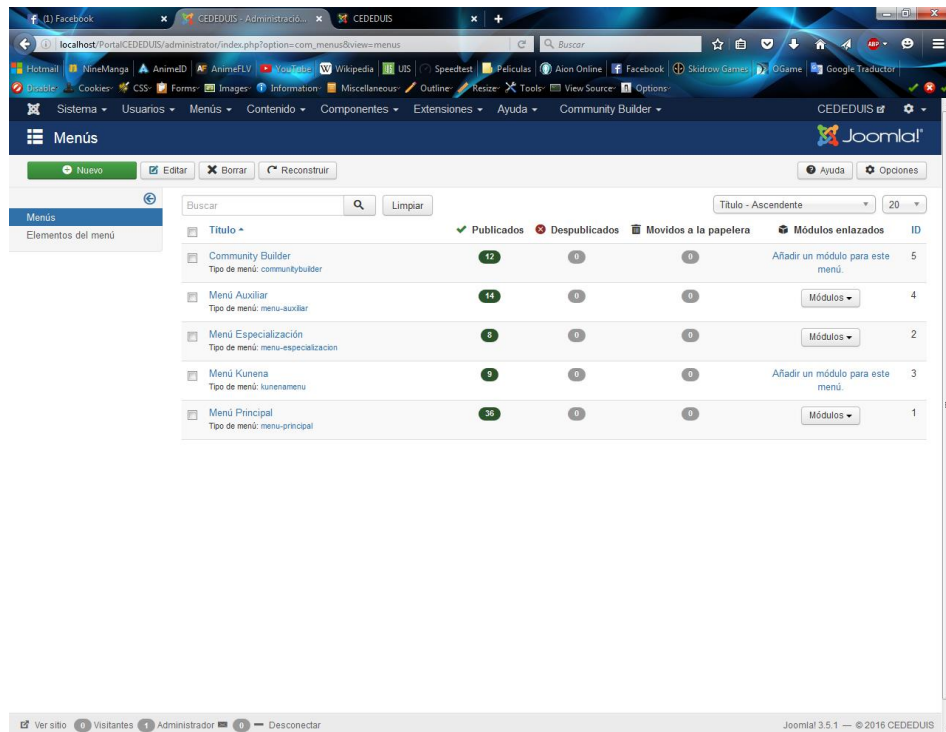 (1) Facebook
CEDEDUIS - Administració...
CEDEDUIS
localhost/PortalCEDEDUIS/administrator/index.php?option=com_menus&view=menus
Buscar
ABP
Hotmail NineManga AnimeID AnimeFLV YouTube Wikipedia UIS Speedtest Peliculas Aion Online Facebook Skidrow Games OGame Google Traductor
Disable Cookies CSS Forms Images Information Miscellaneous Outline Resize Tools View Source Options
Sistema Usuarios Menús Contenido Componentes Extensiones Ayuda Community Builder CEDEDUIS
Menús
Joomla!
Nuevo Editar Borrar Reconstruir Ayuda Opciones
Menús
Elementos del menú
Buscar Limpiar Título - Ascendente 20
Título Publicados Despublicados Movidos a la papelera Módulos enlazados ID
Community Builder 12 0 0 Añadir un módulo para este menú. 5
Tipo de menú: communitybuilder
Menú Auxiliar 14 0 0 Módulos 4
Tipo de menú: menu-auxiliar
Menú Especialización 8 0 0 Módulos 2
Tipo de menú: menu-especializacion
Menú Kunena 9 0 0 Añadir un módulo para este menú. 3
Tipo de menú: kunenamenu
Menú Principal 36 0 0 Módulos 1
Tipo de menú: menu-principal
Ver sitio 0 Visitantes 1 Administrador 0 Desconectar Joomla! 3.5.1 — © 2016 CEDEDUIS